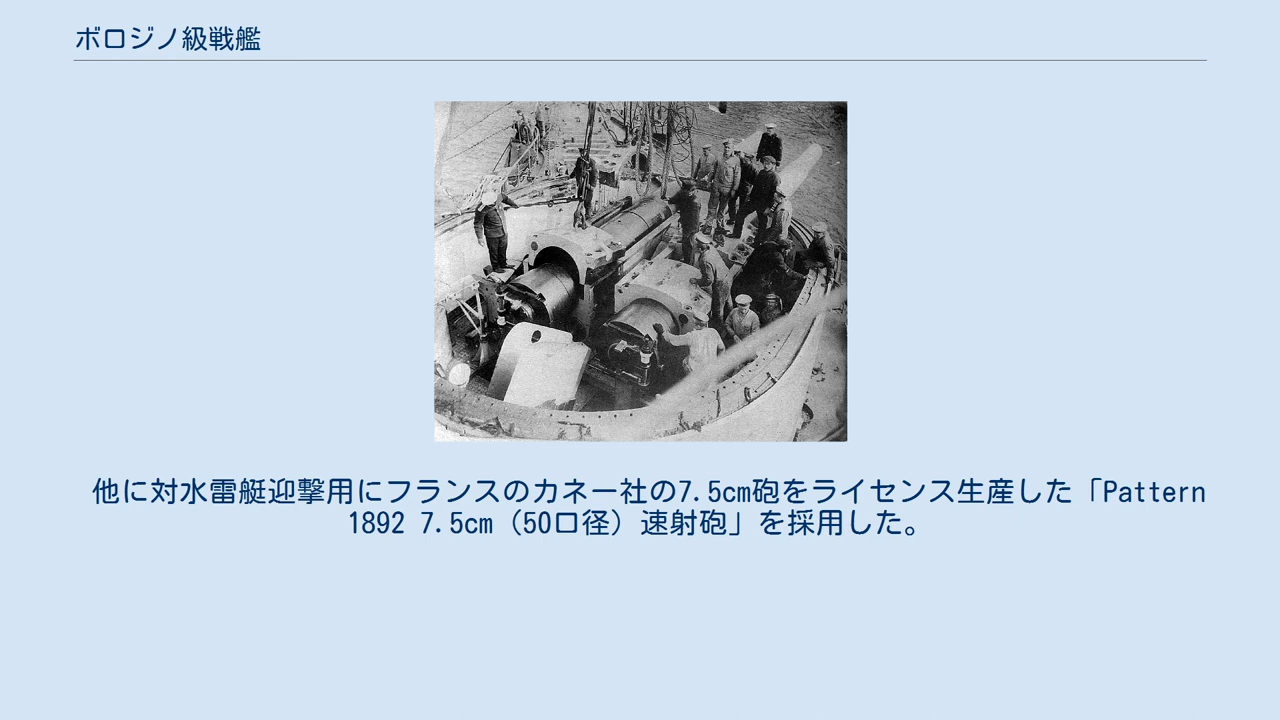 ボロジノ級戦艦
他に対水雷艇迎撃用にフランスのカネー社の7.5cm砲をライセンス生産した「Pattern
1892 7.5cm（50口径）速射砲」を採用した。